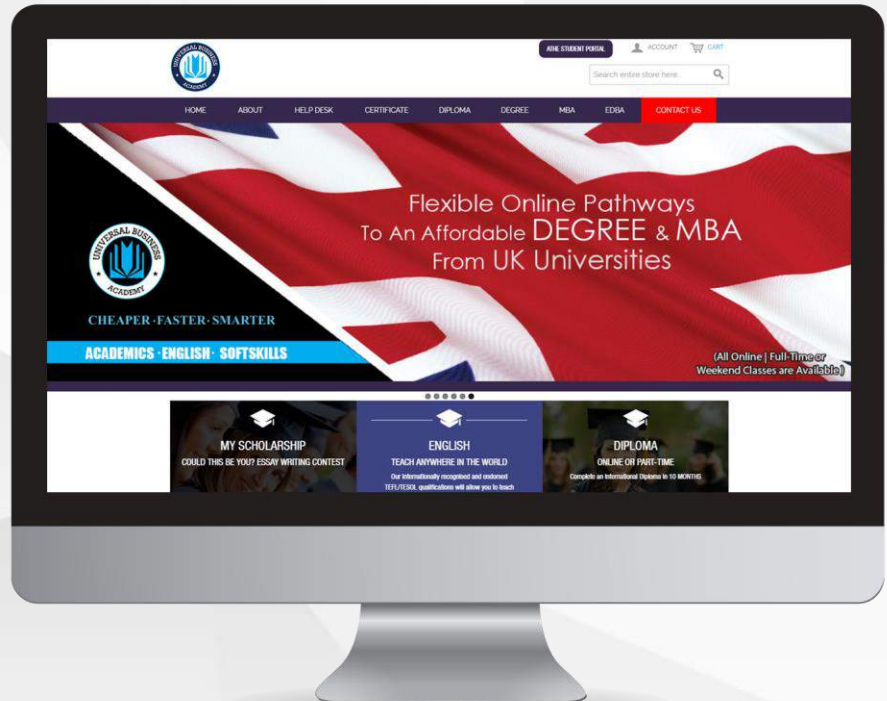 UNIVERSAL BUSINESS
ACADEMY
ATHE STUDENT PORTAL
ACCOUNT
CART
Search entire store here..
HOME
ABOUT
HELP DESK
CERTIFICATE
DIPLOMA
DEGREE
MBA
EDBA
CONTACT US
Flexible Online Pathways
To An Affordable DEGREE & MBA
From UK Universities
UNIVERSAL BUSINESS
ACADEMY
CHEAPER·FASTER·SMARTER
ACADEMICS · ENGLISH · SOFTSKILLS
(All Online | Full-Time or
Weekend Classes are Available )
MY SCHOLARSHIP
COULD THIS BE YOU? ESSAY WRITING CONTEST
ENGLISH
TEACH ANYWHERE IN THE WORLD
Our internationally recognised and endorsed
TEFL/TESOL qualifications will allow you to teach
DIPLOMA
ONLINE OR PART-TIME
Complete an International Diploma in 10 MONTHS